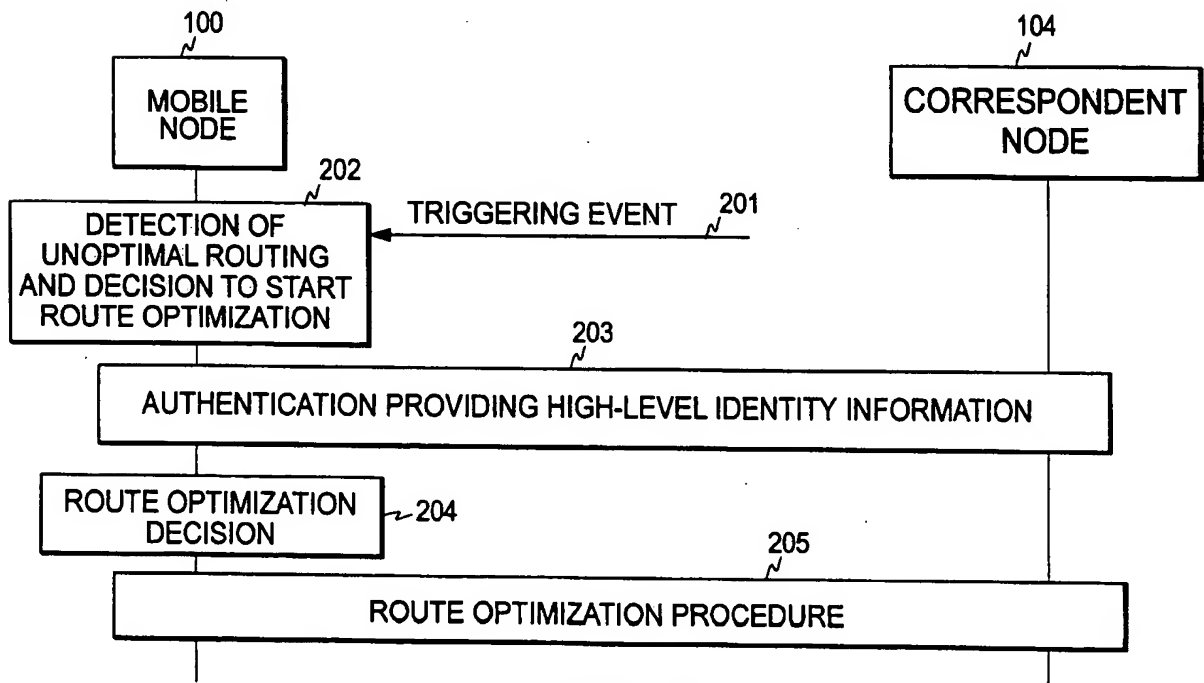 100
104
MOBILE
NODE
CORRESPONDENT
NODE
202
DETECTION OF
UNOPTIMAL ROUTING
AND DECISION TO START
ROUTE OPTIMIZATION
TRIGGERING EVENT
201
203
AUTHENTICATION PROVIDING HIGH-LEVEL IDENTITY INFORMATION
ROUTE OPTIMIZATION
DECISION
204
205
ROUTE OPTIMIZATION PROCEDURE